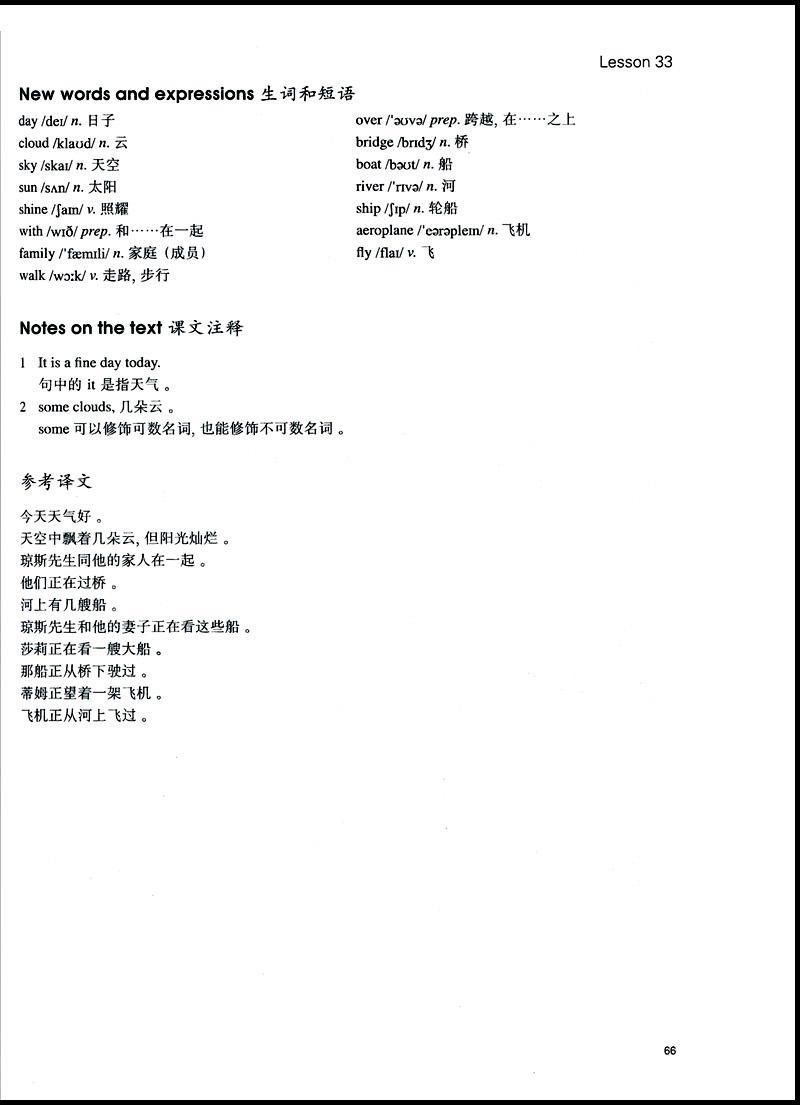 Lesson 33
New words and expressions 生词和短语
day /deɪ/ n. 日子
cloud /klaʊd/ n. 云
sky /skaɪ/ n. 天空
sun /sʌn/ n. 太阳
shine /ʃaɪn/ v. 照耀
with /wɪð/ prep. 和……在一起
family /'fæmɪli/ n. 家庭（成员）
walk /wɔːk/ v. 走路, 步行
over /'əʊvə/ prep. 跨越, 在……之上
bridge /brɪdʒ/ n. 桥
boat /bəʊt/ n. 船
river /'rɪvə/ n. 河
ship /ʃɪp/ n. 轮船
aeroplane /'eərəpleɪn/ n. 飞机
fly /flaɪ/ v. 飞
Notes on the text 课文注释
1 It is a fine day today.
句中的 it 是指天气。
2 some clouds, 几朵云。
some 可以修饰可数名词, 也能修饰不可数名词。
参考译文
今天天气好。
天空中飘着几朵云, 但阳光灿烂。
琼斯先生同他的家人在一起。
他们正在过桥。
河上有几艘船。
琼斯先生和他的妻子正在看这些船。
莎莉正在看一艘大船。
那船正从桥下驶过。
蒂姆正望着一架飞机。
飞机正从河上飞过。
66